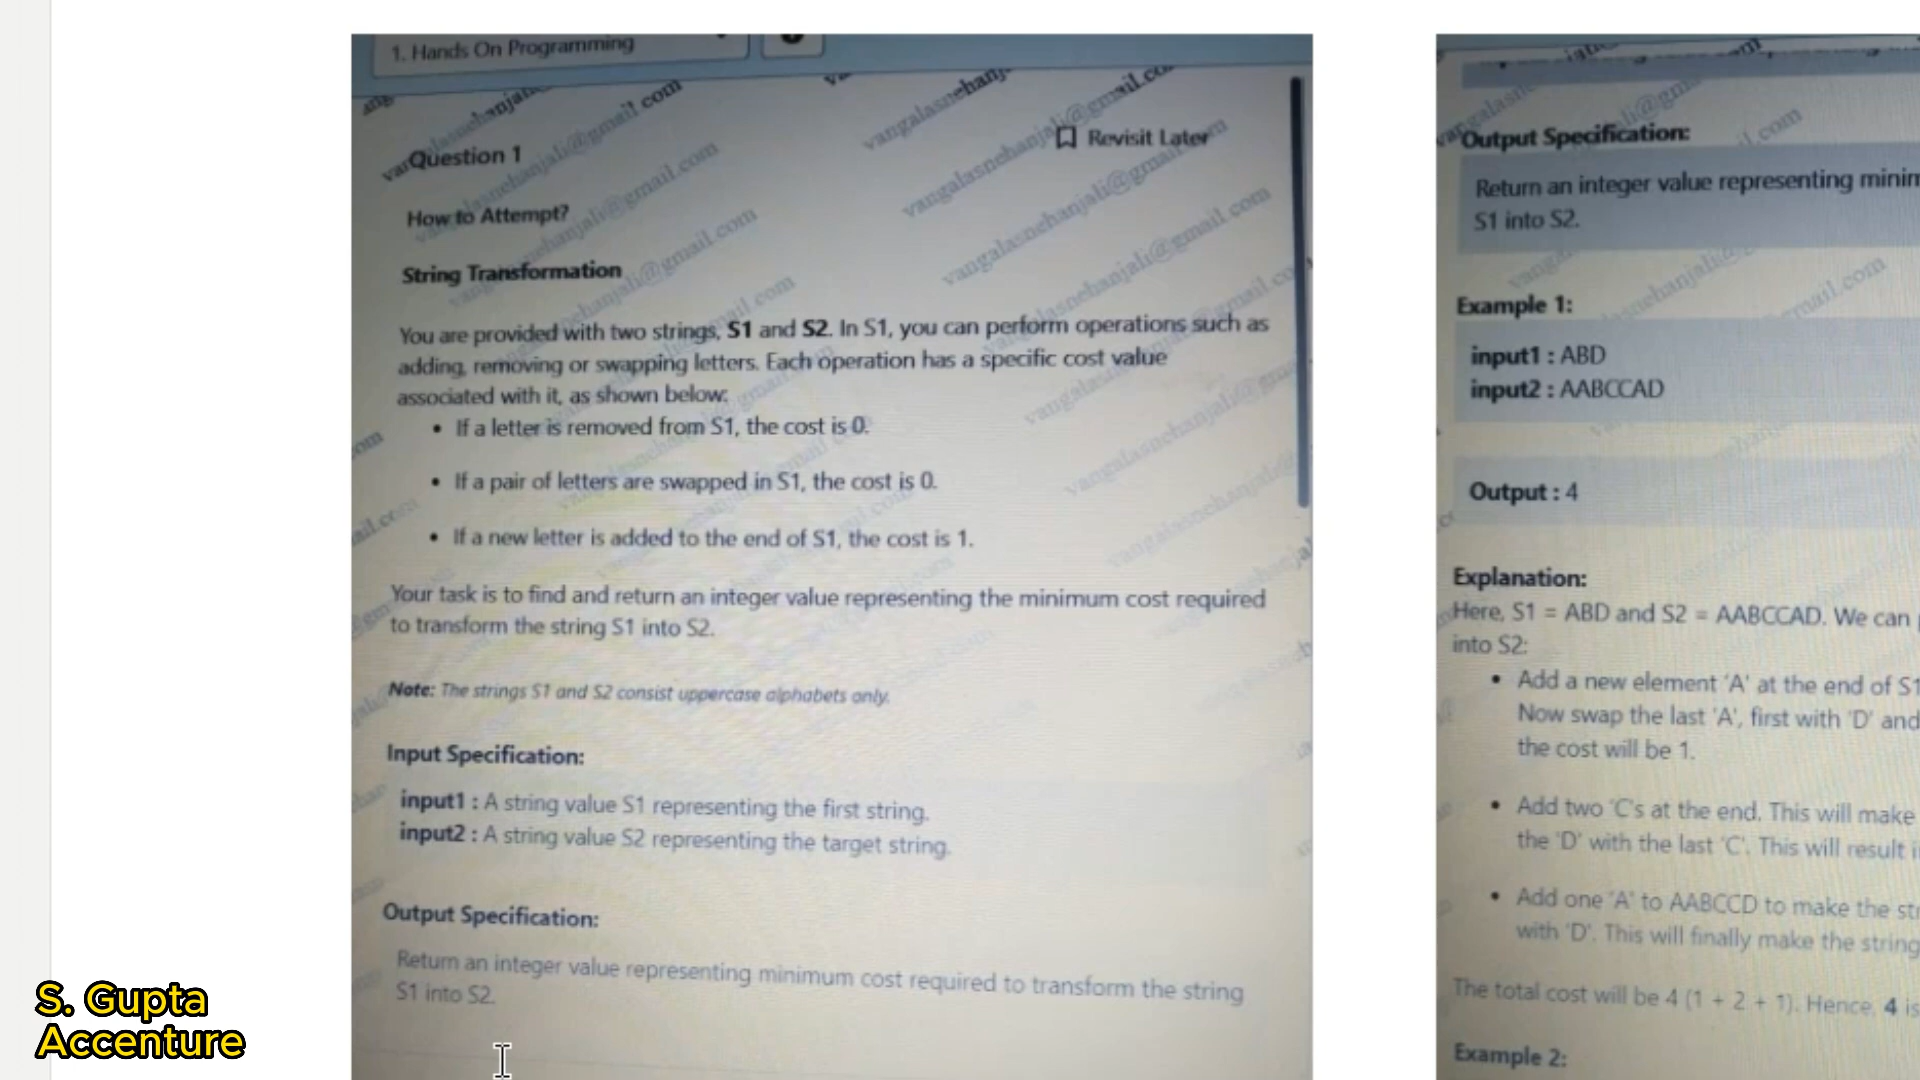 1. Hands On Programming
Question 1
Revisit Later
How to Attempt?
String Transformation
You are provided with two strings, S1 and S2. In S1, you can perform operations such as
adding, removing or swapping letters. Each operation has a specific cost value
associated with it, as shown below:
• If a letter is removed from S1, the cost is 0.
• If a pair of letters are swapped in S1, the cost is 0.
• If a new letter is added to the end of S1, the cost is 1.
Your task is to find and return an integer value representing the minimum cost required
to transform the string S1 into S2.
Note: The strings S1 and S2 consist uppercase alphabets only.
Input Specification:
input1 : A string value S1 representing the first string.
input2 : A string value S2 representing the target string.
Output Specification:
Return an integer value representing minimum cost required to transform the string
S1 into S2.
Output Specification:
Return an integer value representing
S1 into S2.
Example 1:
input1 : ABD
input2 : AABCCAD
Output : 4
Explanation:
Here, S1 = ABD and S2 = AABCCAD. We can
into S2:
• Add a new element 'A' at the end of S1
Now swap the last 'A', first with 'D' and
the cost will be 1.
• Add two 'C's at the end. This will make
the 'D' with the last 'C'. This will result
• Add one 'A' to AABCCD to make the
with 'D'. This will finally make the string
The total cost will be 4 (1 + 2 + 1). Hence, 4 is
Example 2:
S. Gupta
Accenture
vangalasnehanjali@gmail.com